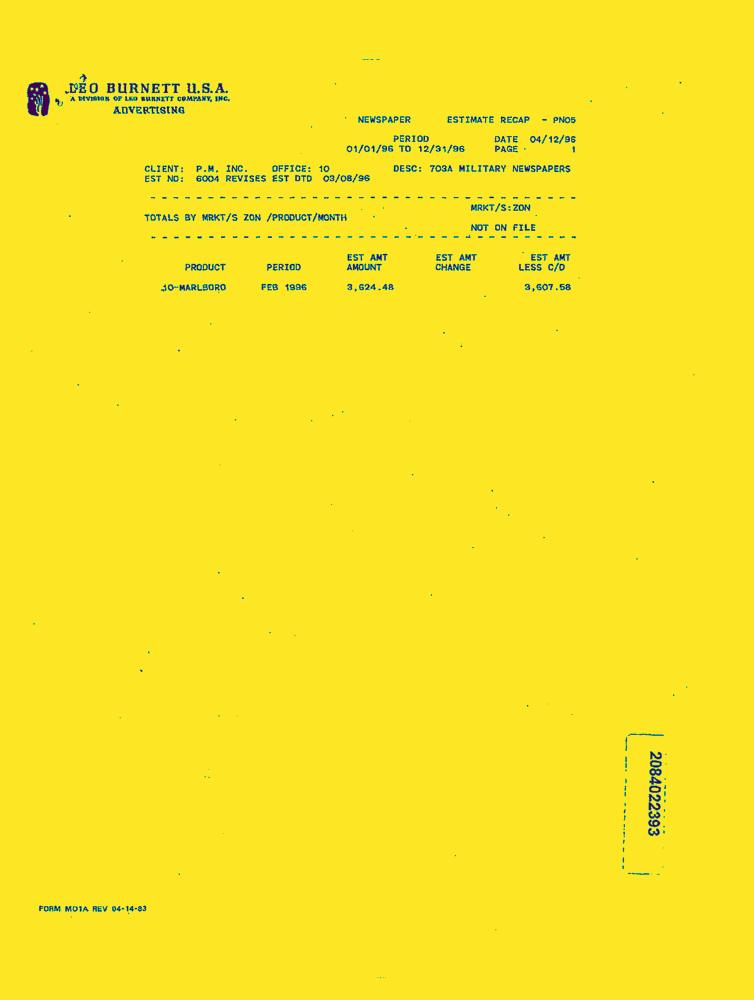 LEO BURNETT U.S.A.
A DIVISION OF LEO BURNETT COMPANY, INC.
ADVERTISING
NEWSPAPER ESTIMATE RECAP - PN05
PERIOD DATE 04/12/96
01/01/96 TO 12/31/96 PAGE 1
CLIENT: P.M. INC. OFFICE: 10 DESC: 703A MILITARY NEWSPAPERS
EST NO: 6004 REVISES EST DTD 03/08/96
MRKT/S:ZON
TOTALS BY MRKT/S ZON /PRODUCT/MONTH
NOT ON FILE
EST AMT EST AMT EST AMT
PRODUCT PERIOD AMOUNT CHANGE LESS C/D
JO-MARLBORO FEB 1996 3,624.48 3,607.58
2084022393
FORM MO1A REV 04-14-83